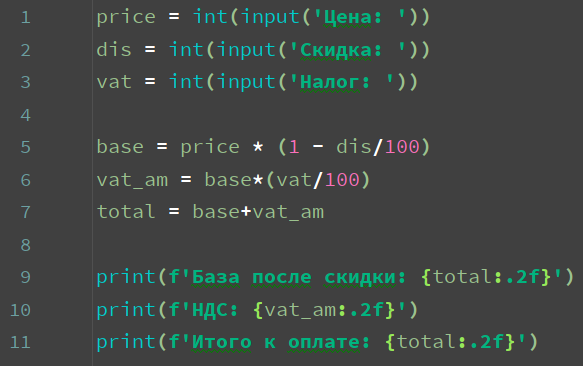 1 price = int(input('Цена: '))
2 dis = int(input('Скидка: '))
3 vat = int(input('Налог: '))
4
5 base = price * (1 - dis/100)
6 vat_am = base*(vat/100)
7 total = base+vat_am
8
9 print(f'База после скидки: {total:.2f}')
10 print(f'НДС: {vat_am:.2f}')
11 print(f'Итого к оплате: {total:.2f}')